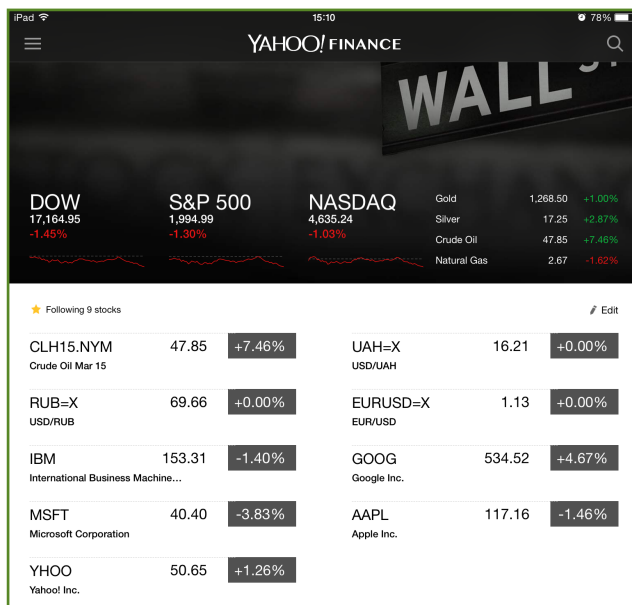 iPad 15:10 78%
YAHOO! FINANCE
WALL ST
DOW
17,164.95
-1.45%
S&P 500
1,994.99
-1.30%
NASDAQ
4,635.24
-1.03%
Gold 1,268.50 +1.00%
Silver 17.25 +2.87%
Crude Oil 47.85 +7.46%
Natural Gas 2.67 -1.62%
Following 9 stocks
Edit
CLH15.NYM 47.85 +7.46%
Crude Oil Mar 15
UAH=X 16.21 +0.00%
USD/UAH
RUB=X 69.66 +0.00%
USD/RUB
EURUSD=X 1.13 +0.00%
EUR/USD
IBM 153.31 -1.40%
International Business Machine...
GOOG 534.52 +4.67%
Google Inc.
MSFT 40.40 -3.83%
Microsoft Corporation
AAPL 117.16 -1.46%
Apple Inc.
YHOO 50.65 +1.26%
Yahoo! Inc.